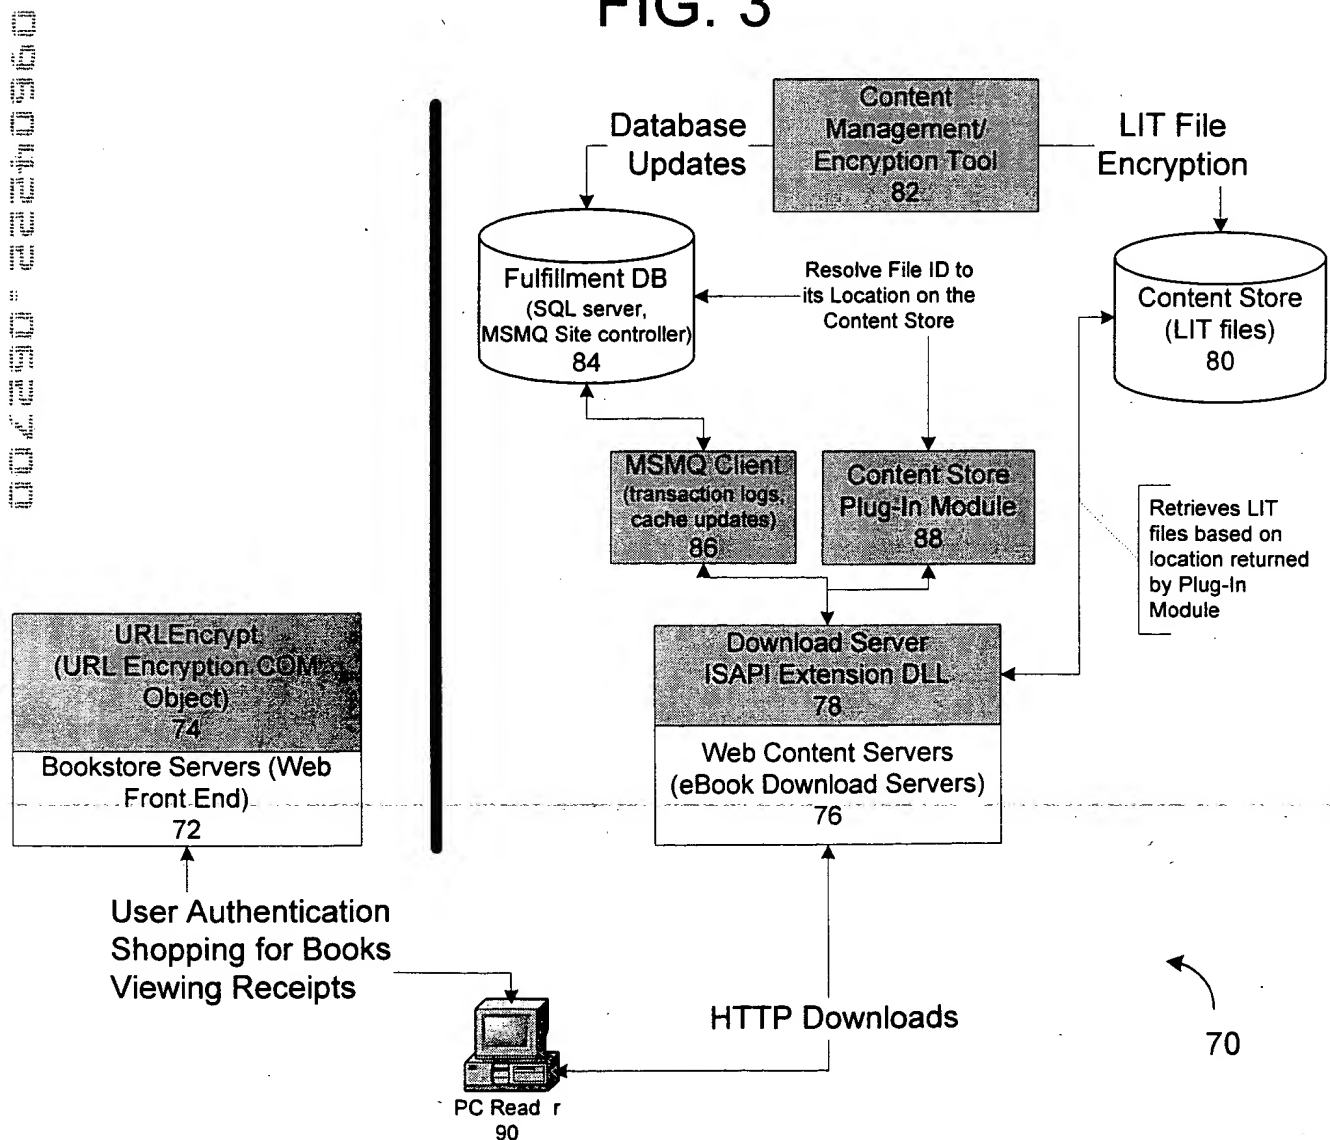 FIG. 3
09604222.062700
Content
Management/
Encryption Tool
82
Database
Updates
LIT File
Encryption
Fulfillment DB
(SQL server,
MSMQ Site controller)
84
Resolve File ID to
its Location on the
Content Store
Content Store
(LIT files)
80
MSMQ Client
(transaction logs,
cache updates)
86
Content Store
Plug-In Module
88
Retrieves LIT
files based on
location returned
by Plug-In
Module
URLEncrypt
(URL Encryption COM
Object)
74
Bookstore Servers (Web
Front End)
72
Download Server
ISAPI Extension DLL
78
Web Content Servers
(eBook Download Servers)
76
User Authentication
Shopping for Books
Viewing Receipts
HTTP Downloads
70
PC Read r
90